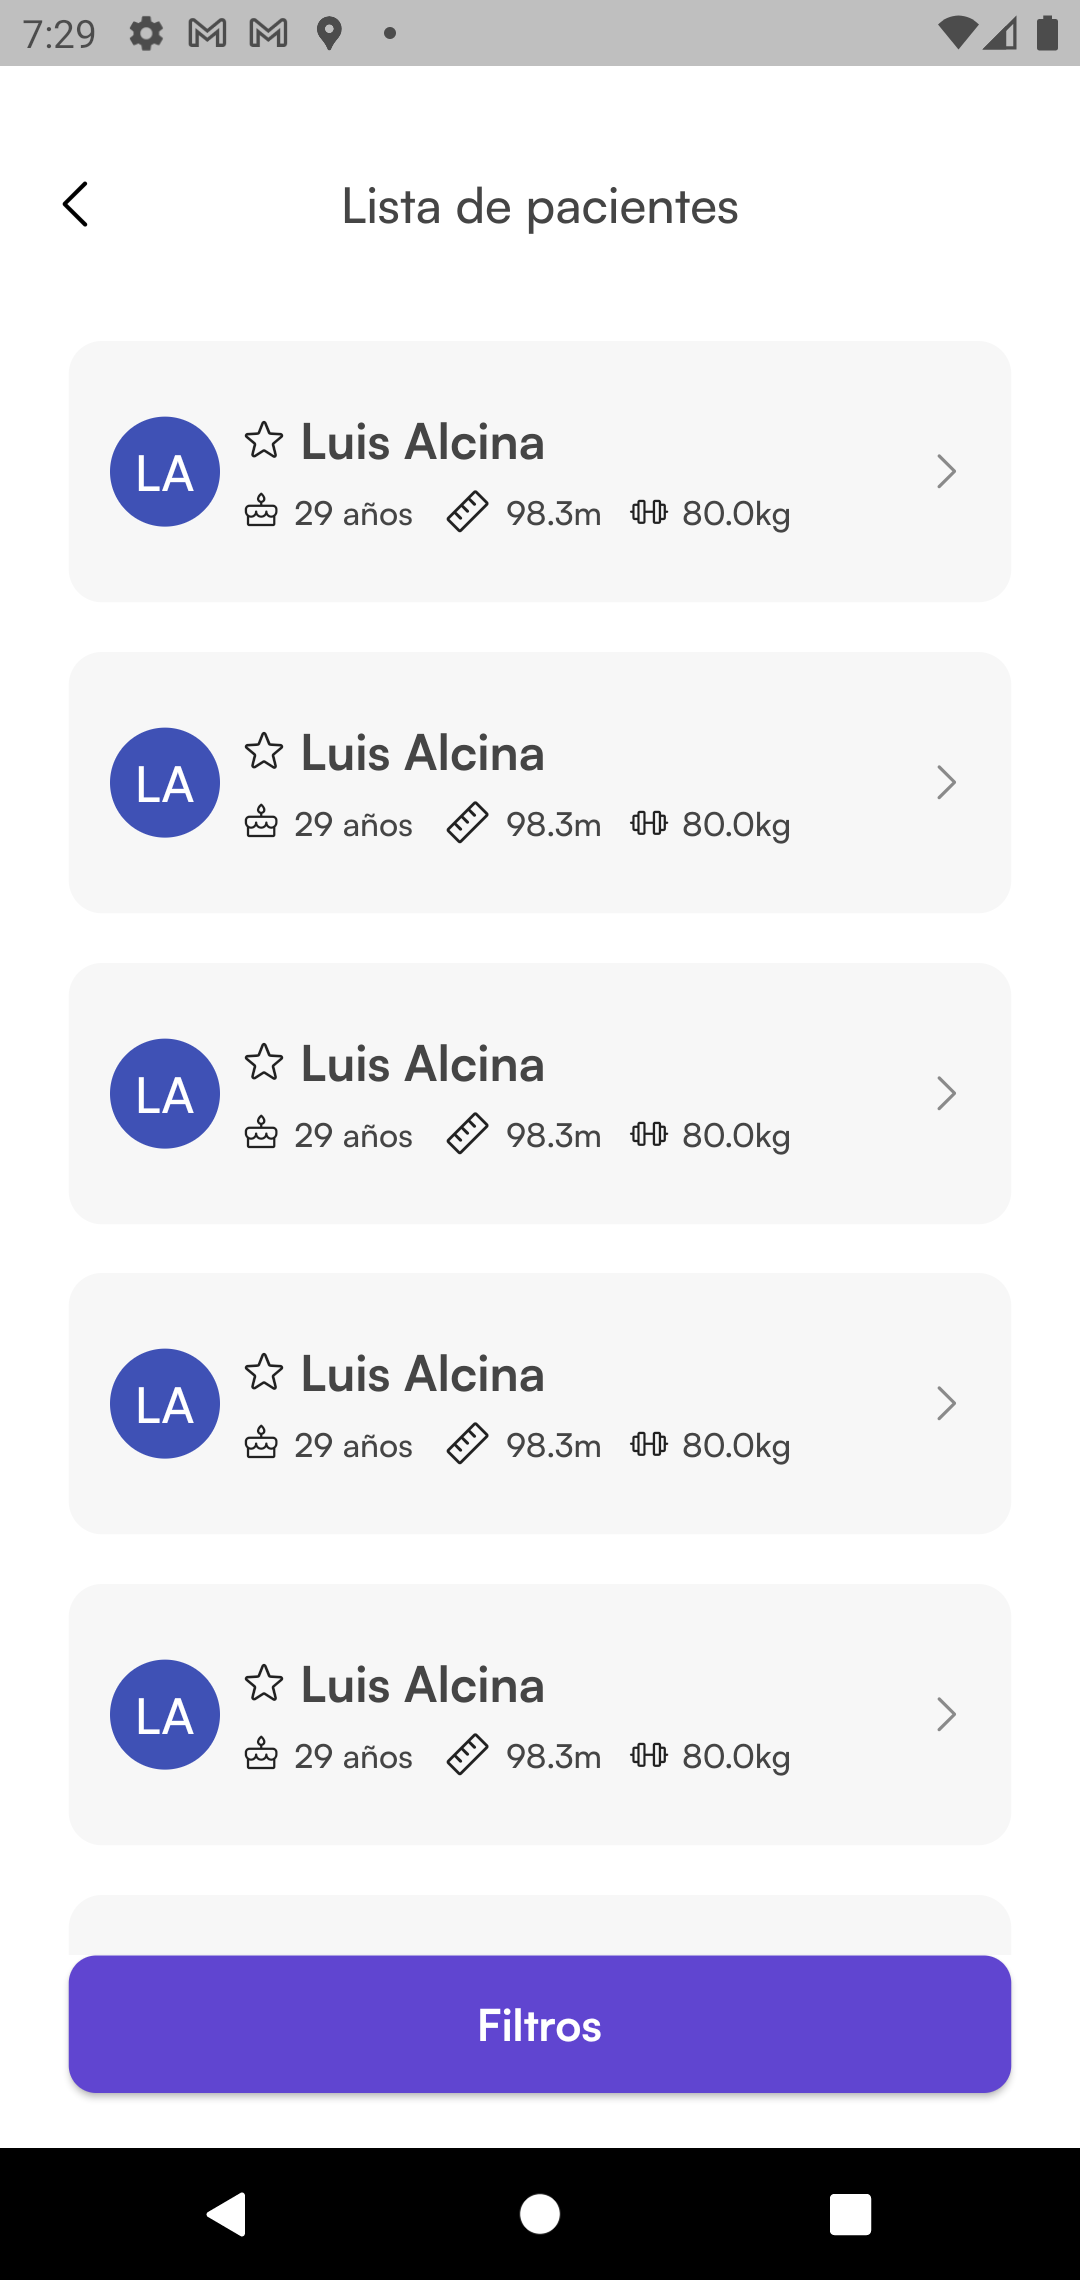 7:29
Lista de pacientes
LA
Luis Alcina
29 años 98.3m 80.0kg
LA
Luis Alcina
29 años 98.3m 80.0kg
LA
Luis Alcina
29 años 98.3m 80.0kg
LA
Luis Alcina
29 años 98.3m 80.0kg
LA
Luis Alcina
29 años 98.3m 80.0kg
Filtros